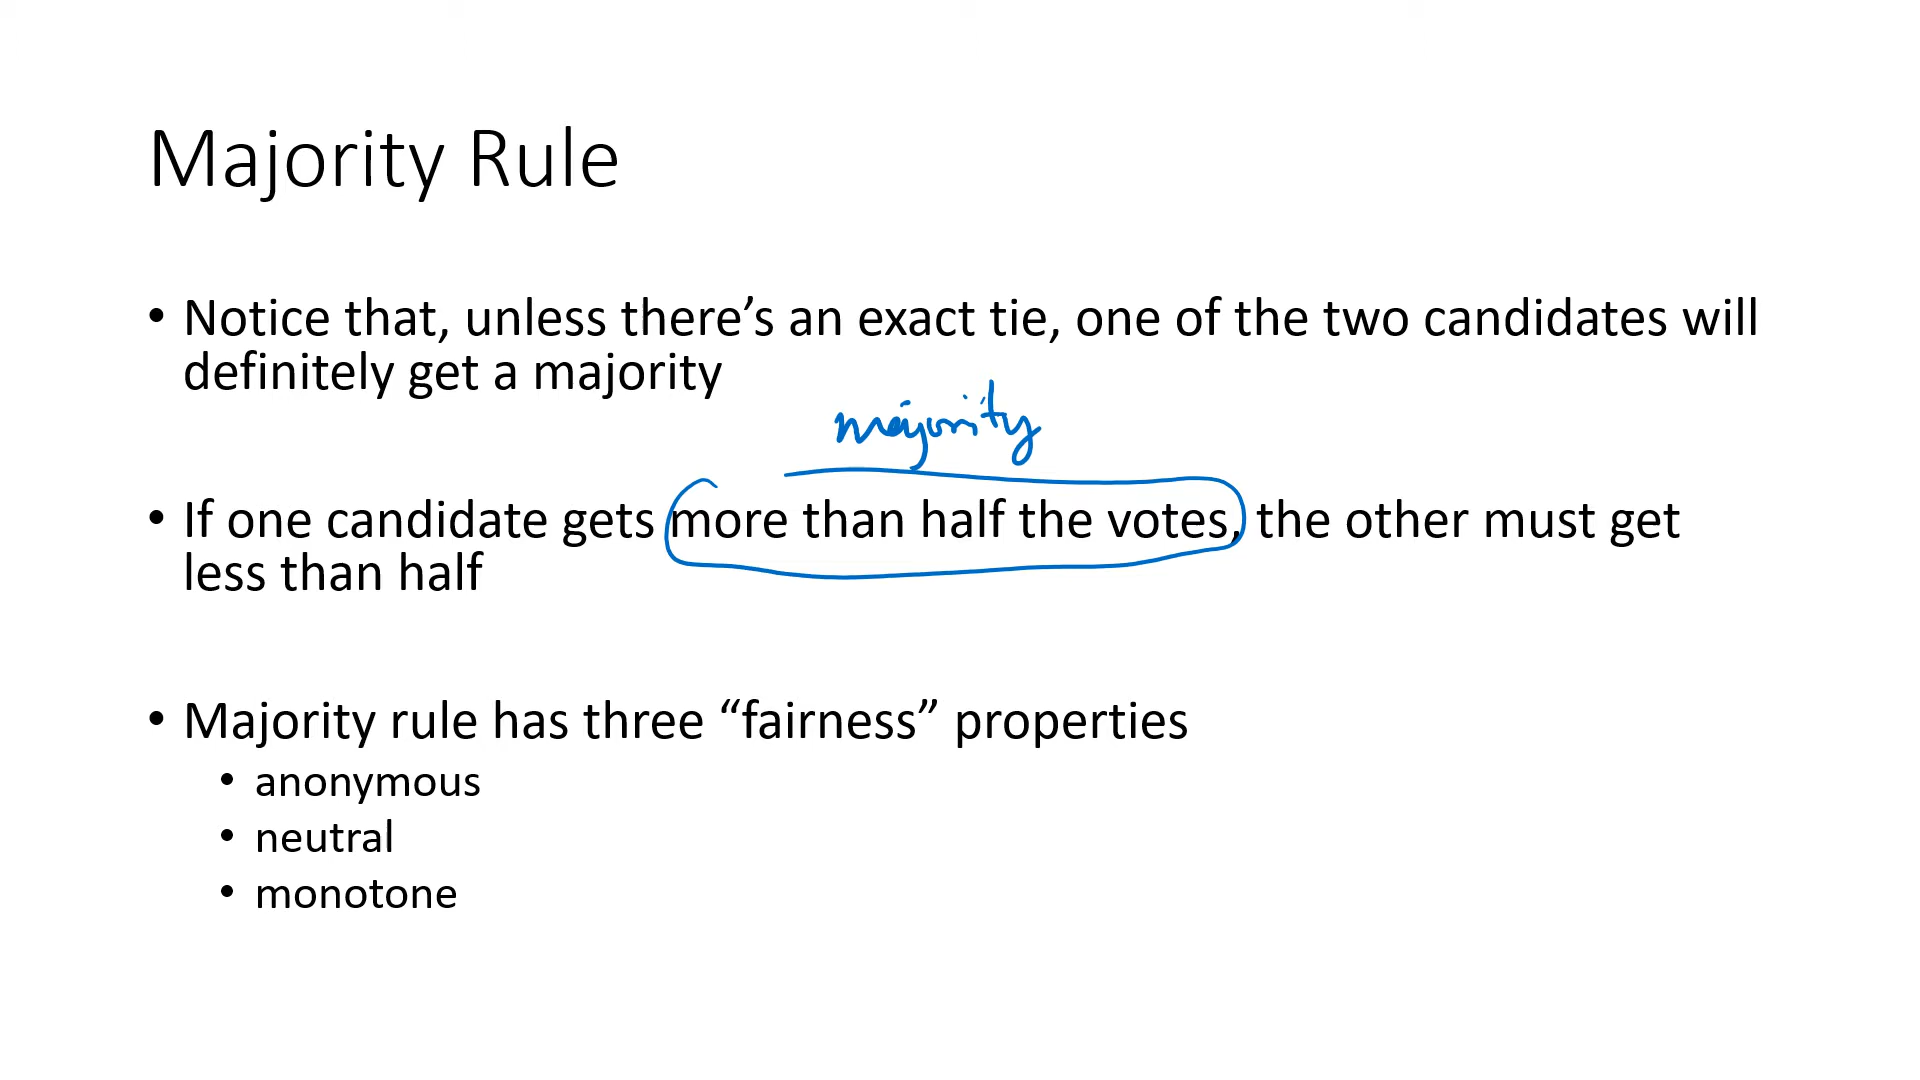 Majority Rule
• Notice that, unless there’s an exact tie, one of the two candidates will
definitely get a majority
majority
• If one candidate gets more than half the votes, the other must get
less than half
• Majority rule has three “fairness” properties
• anonymous
• neutral
• monotone